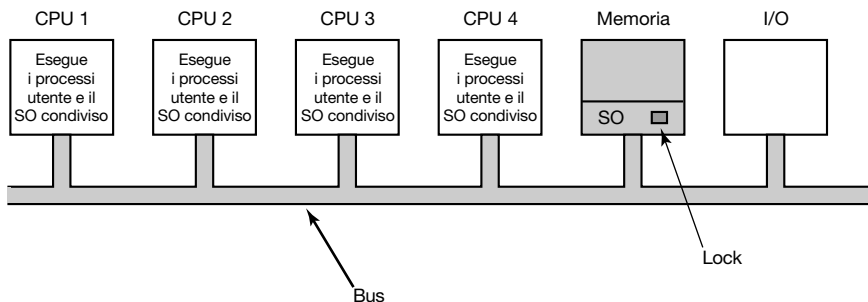 CPU 1
CPU 2
CPU 3
CPU 4
Memoria
I/O
Esegue
i processi
utente e il
SO condiviso
Esegue
i processi
utente e il
SO condiviso
Esegue
i processi
utente e il
SO condiviso
Esegue
i processi
utente e il
SO condiviso
SO
Lock
Bus